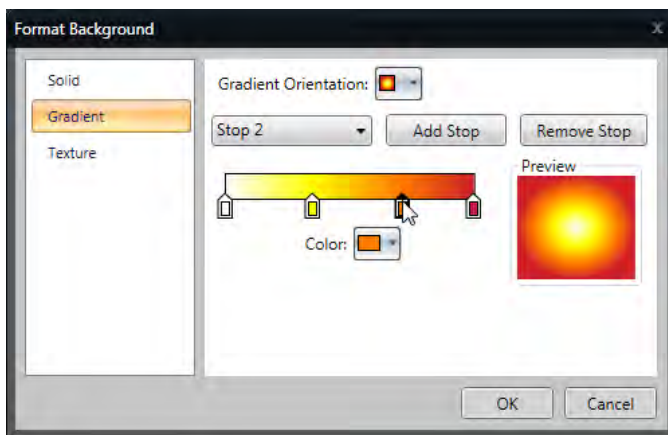 Format Background
x
Solid
Gradient
Texture
Gradient Orientation:
Stop 2
Add Stop
Remove Stop
Preview
Color:
OK
Cancel